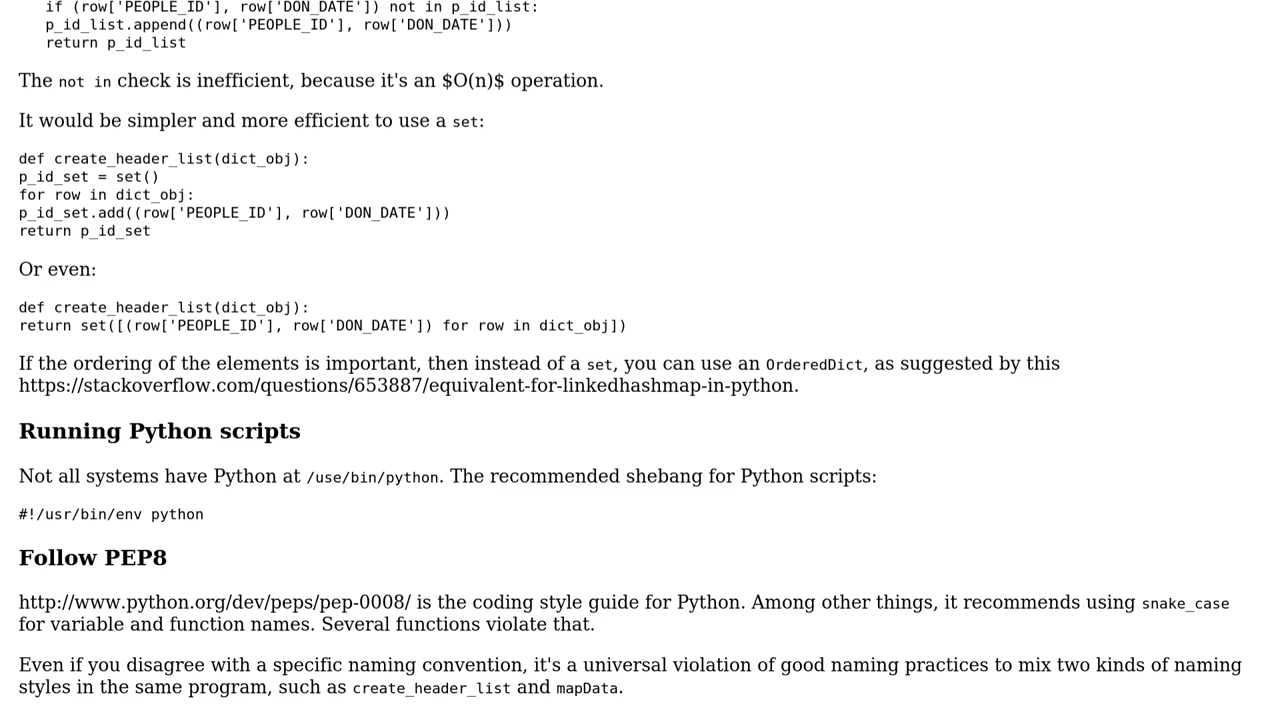 if (row['PEOPLE_ID'], row['DON_DATE']) not in p_id_list:
p_id_list.append((row['PEOPLE_ID'], row['DON_DATE']))
return p_id_list
The not in check is inefficient, because it's an $O(n)$ operation.
It would be simpler and more efficient to use a set:
def create_header_list(dict_obj):
p_id_set = set()
for row in dict_obj:
p_id_set.add((row['PEOPLE_ID'], row['DON_DATE']))
return p_id_set
Or even:
def create_header_list(dict_obj):
return set([(row['PEOPLE_ID'], row['DON_DATE']) for row in dict_obj])
If the ordering of the elements is important, then instead of a set, you can use an OrderedDict, as suggested by this
https://stackoverflow.com/questions/653887/equivalent-for-linkedhashmap-in-python.
Running Python scripts
Not all systems have Python at /use/bin/python. The recommended shebang for Python scripts:
#!/usr/bin/env python
Follow PEP8
http://www.python.org/dev/peps/pep-0008/ is the coding style guide for Python. Among other things, it recommends using snake_case
for variable and function names. Several functions violate that.
Even if you disagree with a specific naming convention, it's a universal violation of good naming practices to mix two kinds of naming
styles in the same program, such as create_header_list and mapData.